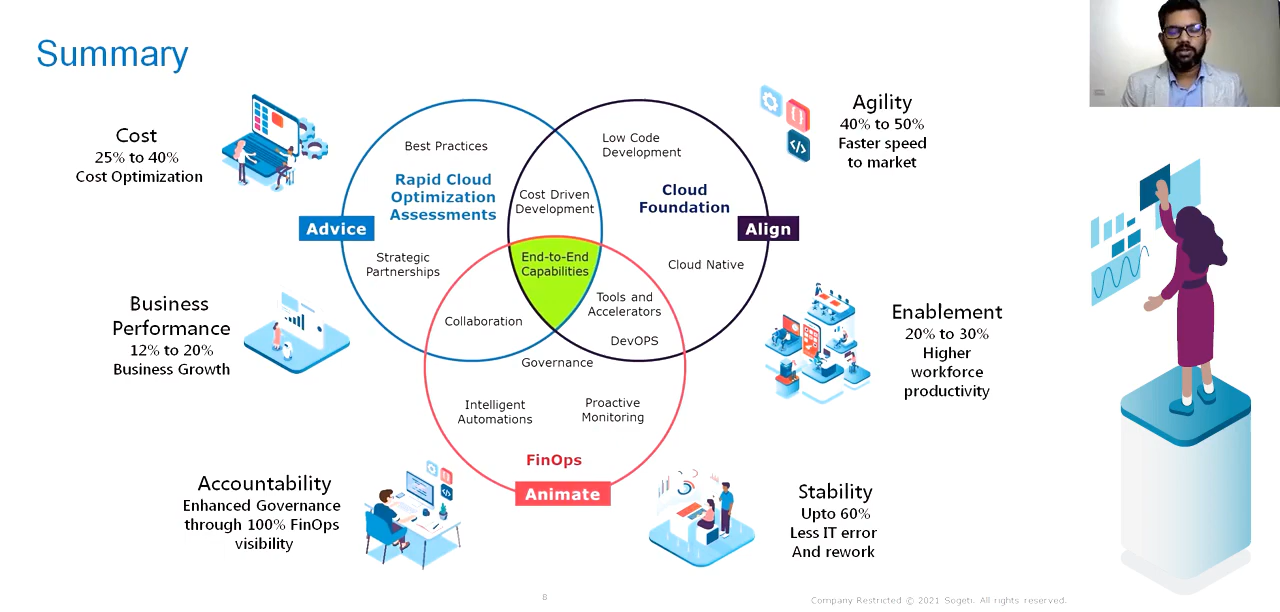 Summary
Cost
25% to 40%
Cost Optimization
Business
Performance
12% to 20%
Business Growth
Accountability
Enhanced Governance
through 100% FinOps
visibility
Best Practices
Rapid Cloud
Optimization
Assessments
Advice
Strategic
Partnerships
Cost Driven
Development
End-to-End
Capabilities
Low Code
Development
Cloud
Foundation
Align
Cloud Native
Tools and
Accelerators
DevOPS
Collaboration
Governance
Intelligent
Automations
Proactive
Monitoring
FinOps
Animate
Agility
40% to 50%
Faster speed
to market
Enablement
20% to 30%
Higher
workforce
productivity
Stability
Upto 60%
Less IT error
And rework
8
Company Restricted © 2021 Sogeti. All rights reserved.